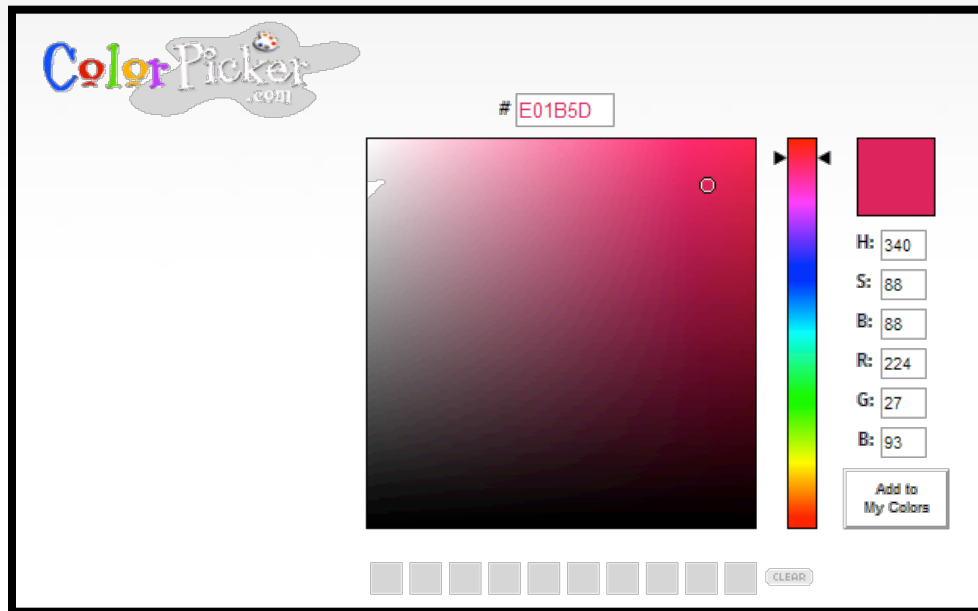 ColorPicker
.com
# E01B5D
H: 340
S: 88
B: 88
R: 224
G: 27
B: 93
Add to
My Colors
CLEAR